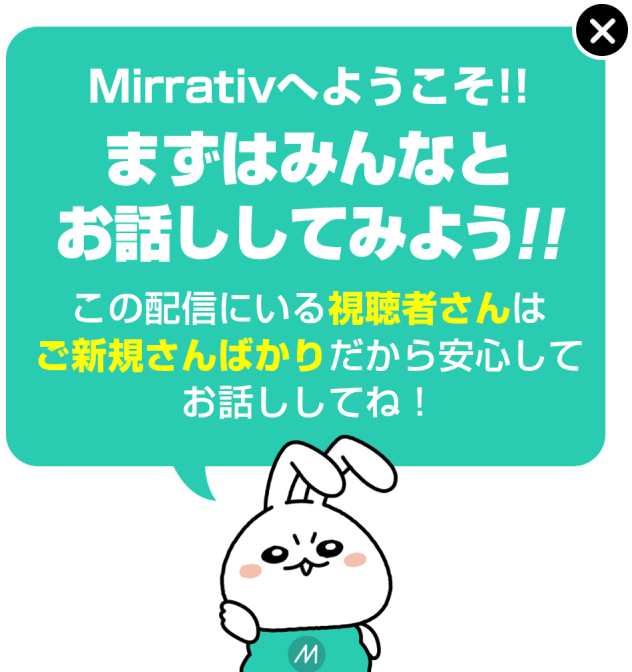 Mirrativへようこそ!!
まずはみんなと
お話ししてみよう!!
この配信にいる視聴者さんは
ご新規さんばかりだから安心して
お話ししてね！
M